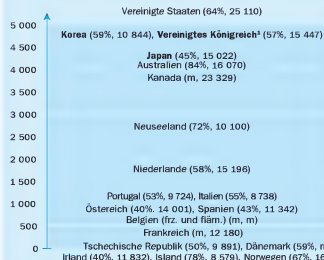 Vereinigte Staaten (64%, 25 110)
5 000
Korea (59%, 10 844), Vereinigtes Königreich¹ (57%, 15 447)
4 500
Japan (45%, 15 022)
Australien (84%, 16 070)
4 000
Kanada (m, 23 329)
3 500
3 000
Neuseeland (72%, 10 100)
2 500
2 000
Niederlande (58%, 15 196)
1 500
Portugal (53%, 9 724), Italien (55%, 8 738)
1 000
Östereich (40%. 14 001), Spanien (43%, 11 342)
Belgien (frz. und fläm.) (m, m)
500
Frankreich (m, 12 180)
0
Tschechische Republik (50%, 9 891), Dänemark (59%,
Irland (40%, 11 832), Island (78%, 8 579), Norwegen (67%,